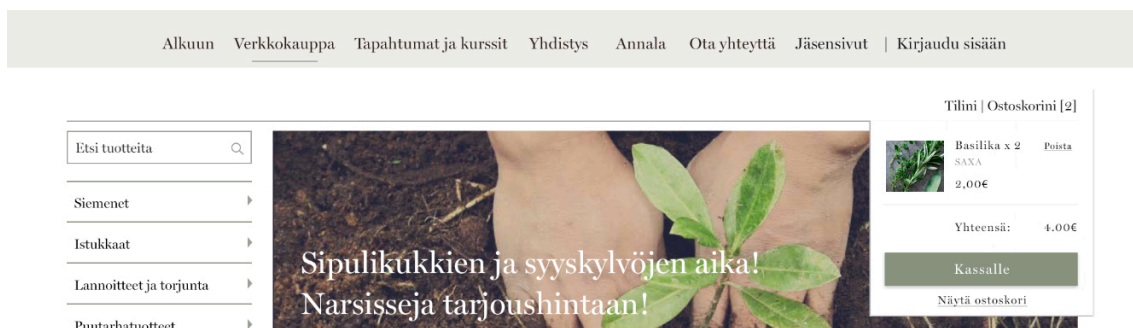 Alkuun Verkkokauppa Tapahtumat ja kurssit Yhdistys Annala Ota yhteyttä Jäsensivut | Kirjaudu sisään
Tilini | Ostoskorini [2]
Etsi tuotteita
Siemenet
Istukkaat
Lannoitteet ja torjunta
Puutarhatuotteet
Sipulikukkien ja syyskylvöjen aika!
Narsisseja tarjoushintaan!
Basilika x 2 Poista
SAXA
2,00€
Yhteensä: 4.00€
Kassalle
Näytä ostoskori